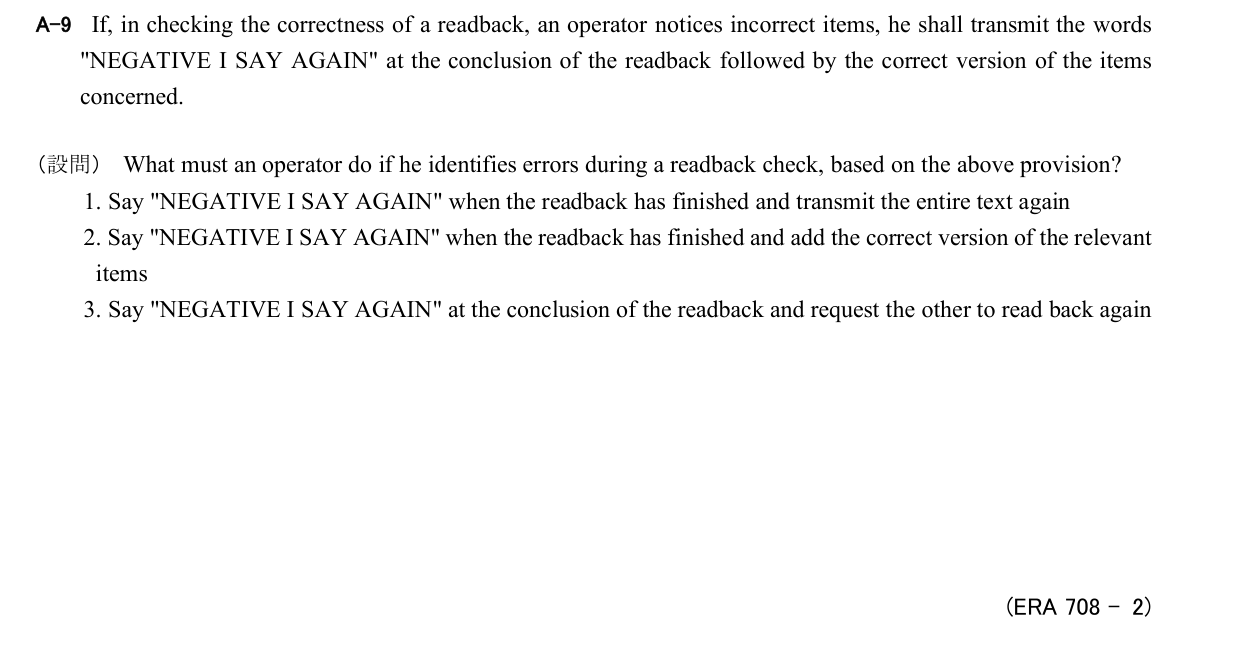 A-9 If, in checking the correctness of a readback, an operator notices incorrect items, he shall transmit the words
"NEGATIVE I SAY AGAIN" at the conclusion of the readback followed by the correct version of the items
concerned.
（設問） What must an operator do if he identifies errors during a readback check, based on the above provision?
1. Say "NEGATIVE I SAY AGAIN" when the readback has finished and transmit the entire text again
2. Say "NEGATIVE I SAY AGAIN" when the readback has finished and add the correct version of the relevant
items
3. Say "NEGATIVE I SAY AGAIN" at the conclusion of the readback and request the other to read back again
（ERA 708 − 2）